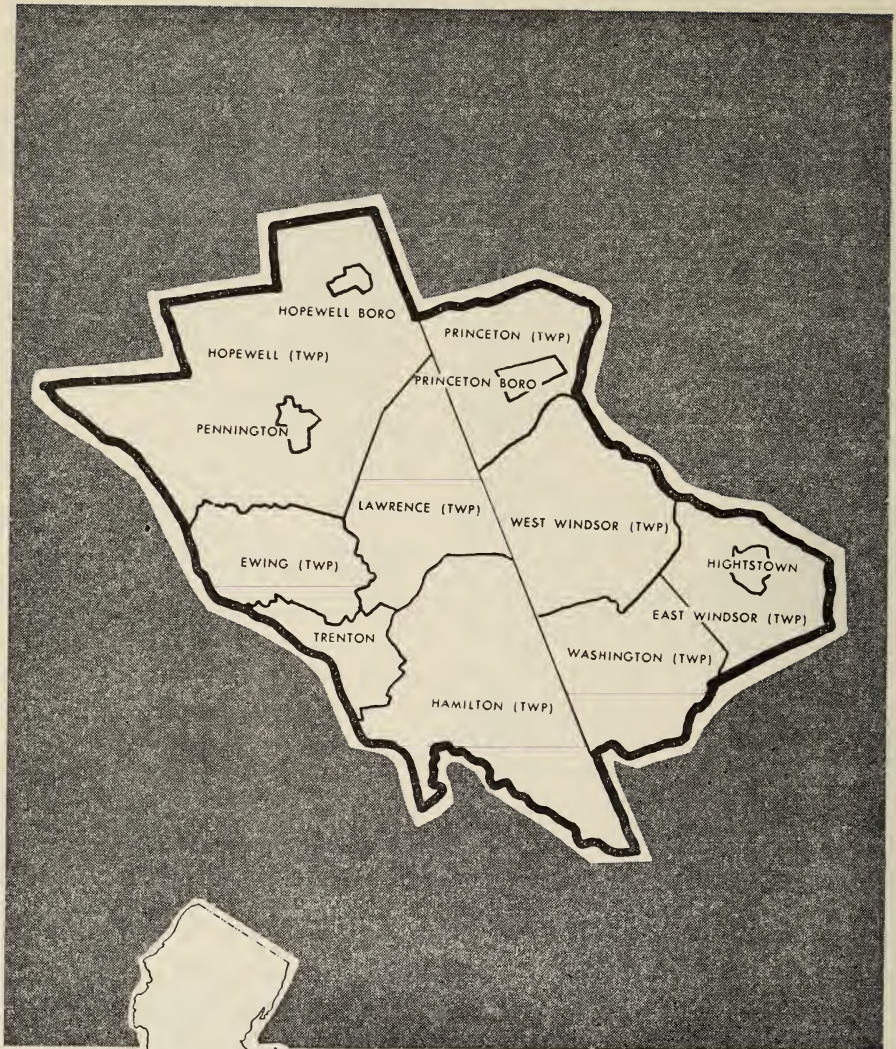 HOPEWELL BORO
PRINCETON (TWP)
HOPEWELL (TWP)
PRINCETON BORO
PENNINGTON
LAWRENCE (TWP)
WEST WINDSOR (TWP)
EWING (TWP)
HIGHTSTOWN
EAST WINDSOR (TWP)
TRENTON
WASHINGTON (TWP)
HAMILTON (TWP)